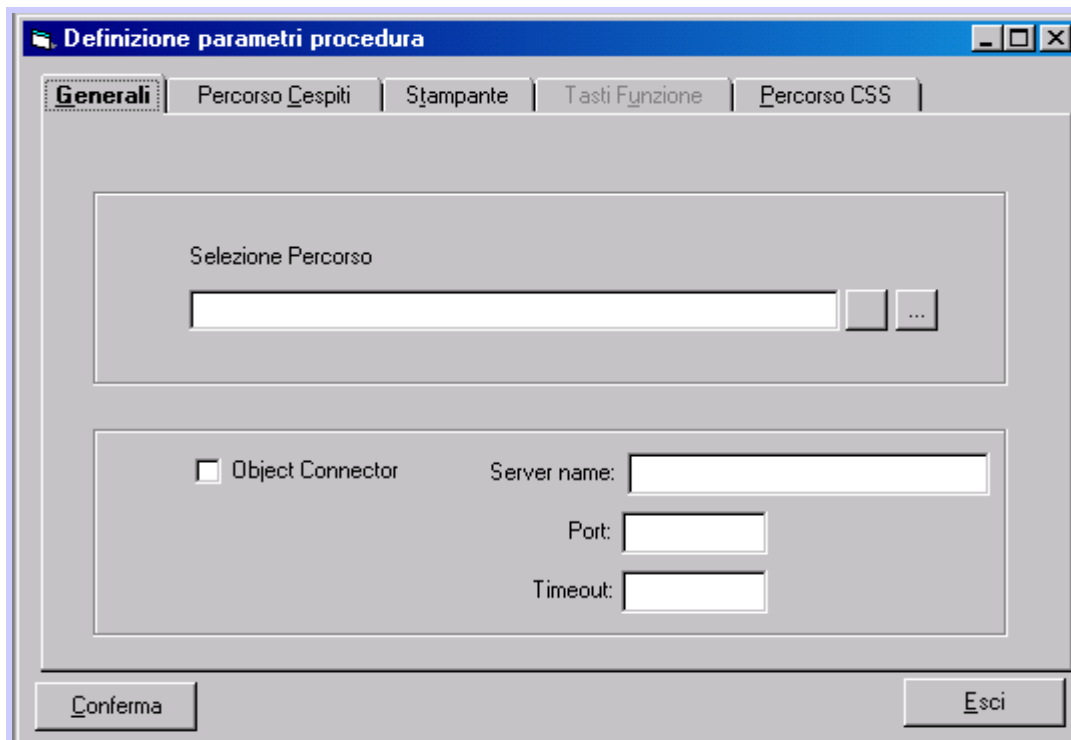 Definizione parametri procedura
Generali Percorso Cespiti Stampante Tasti Funzione Percorso CSS
Selezione Percorso
...
Object Connector Server name:
Port:
Timeout:
Conferma Esci